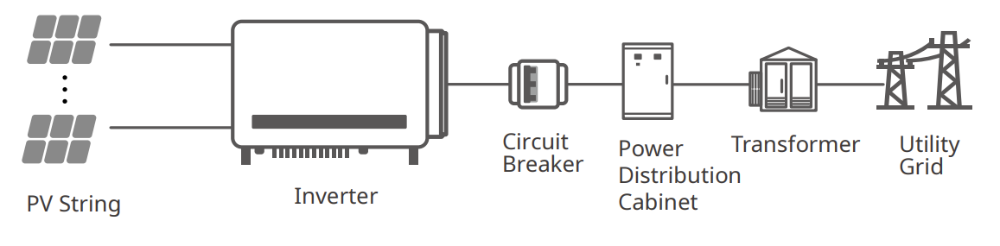 PV String
Inverter
Circuit
Breaker
Power
Distribution
Cabinet
Transformer
Utility
Grid